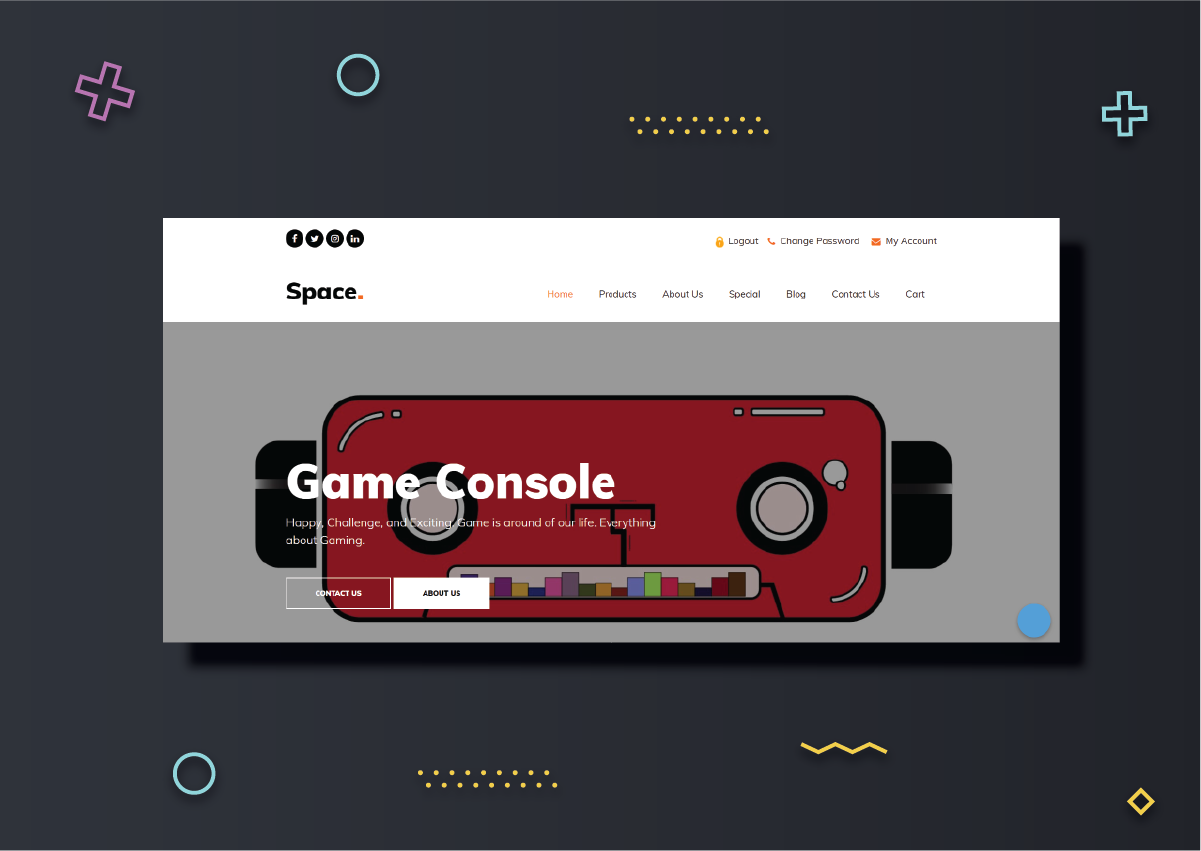 Logout Change Password My Account
Space.
Home Products About Us Special Blog Contact Us Cart
Game Console
Happy, Challenge, and Exciting. Game is around of our life. Everything
about Gaming.
CONTACT US ABOUT US